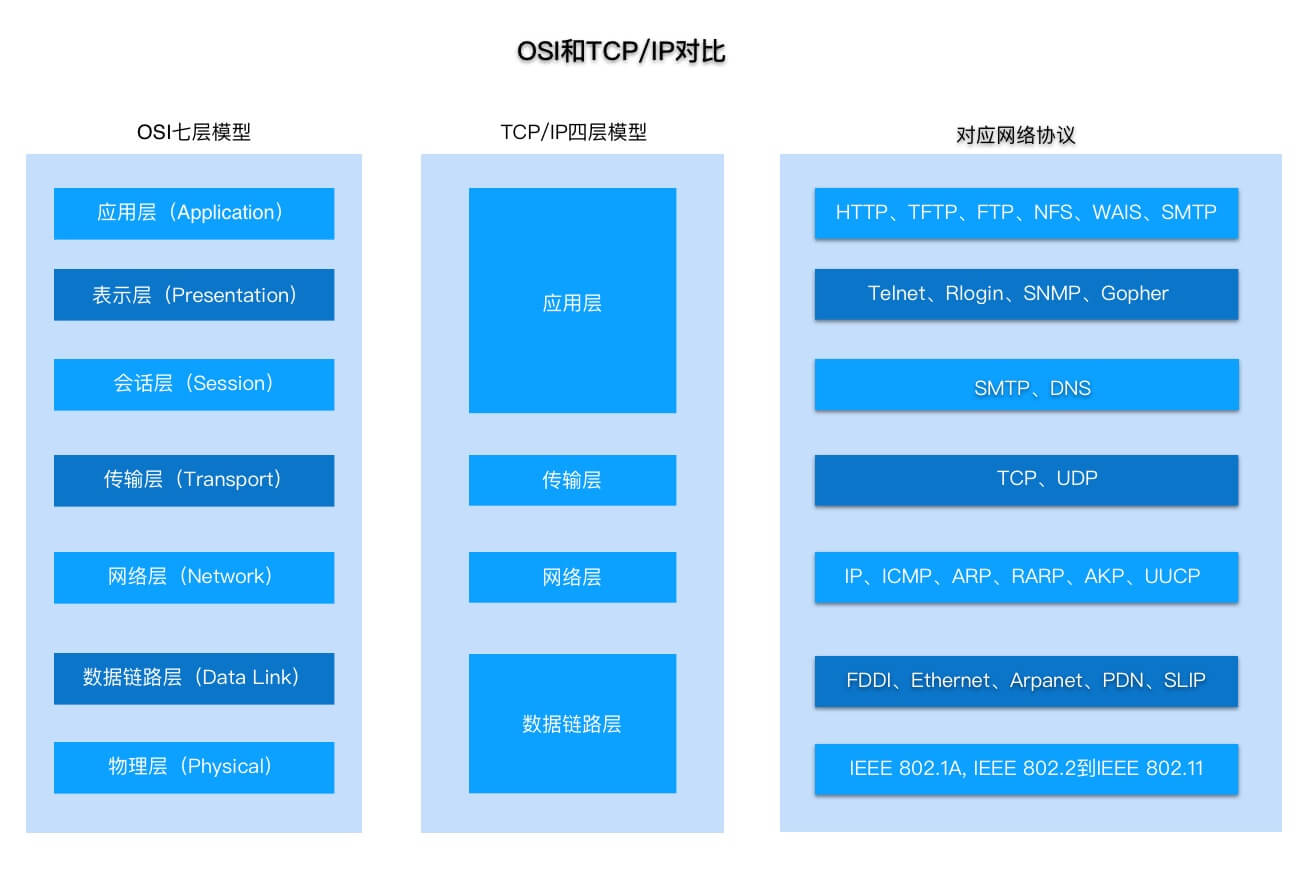 OSI和TCP/IP对比
OSI七层模型
TCP/IP四层模型
对应网络协议
应用层（Application）
表示层（Presentation）
会话层（Session）
传输层（Transport）
网络层（Network）
数据链路层（Data Link）
物理层（Physical）
应用层
传输层
网络层
数据链路层
HTTP、TFTP、FTP、NFS、WAIS、SMTP
Telnet、Rlogin、SNMP、Gopher
SMTP、DNS
TCP、UDP
IP、ICMP、ARP、RARP、AKP、UUCP
FDDI、Ethernet、Arpanet、PDN、SLIP
IEEE 802.1A, IEEE 802.2到IEEE 802.11